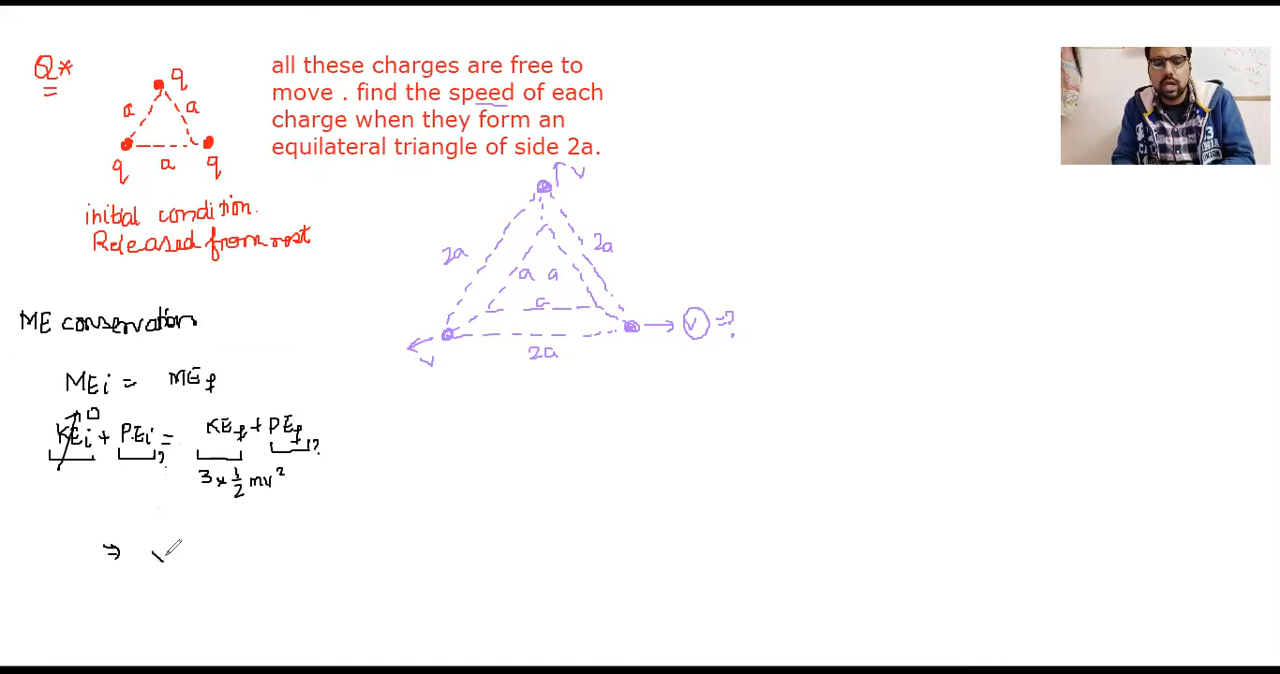 Q*
all these charges are free to
move . find the speed of each
charge when they form an
equilateral triangle of side 2a.
q
a a
q a q
initial condition.
Released from rest
v
2a 2a
a a
a
v
2a
v =?
ME conservation
MEi = MEf
KEi 0 + PEi = KEf + PEf
? ?
3 × 1/2 mv²
⇒